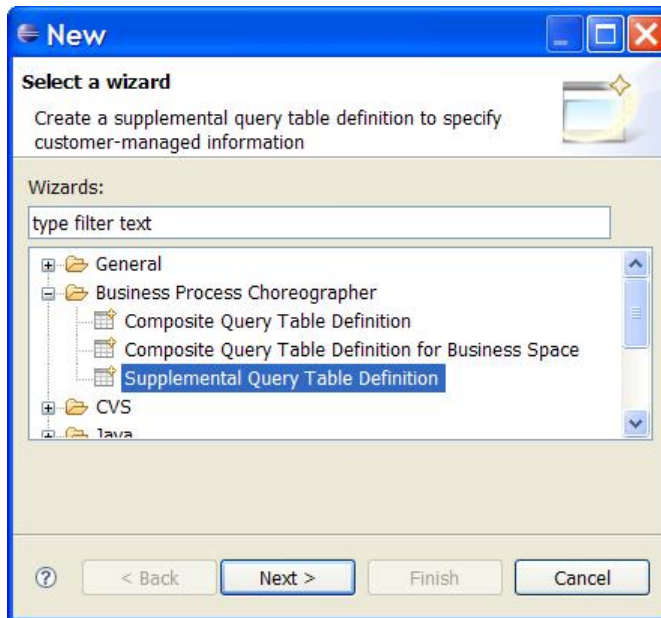 New
Select a wizard
Create a supplemental query table definition to specify
customer-managed information
Wizards:
type filter text
General
Business Process Choreographer
Composite Query Table Definition
Composite Query Table Definition for Business Space
Supplemental Query Table Definition
CVS
Java
< Back Next > Finish Cancel